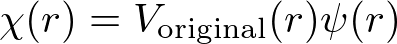 χ(r) = V_original(r)ψ(r)